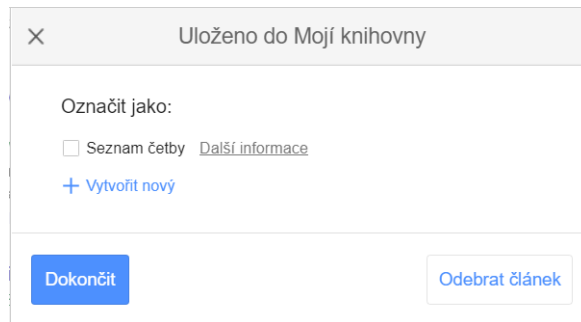 Uloženo do Mojí knihovny
Označit jako:
Seznam četby Další informace
Vytvořit nový
Dokončit Odebrat článek